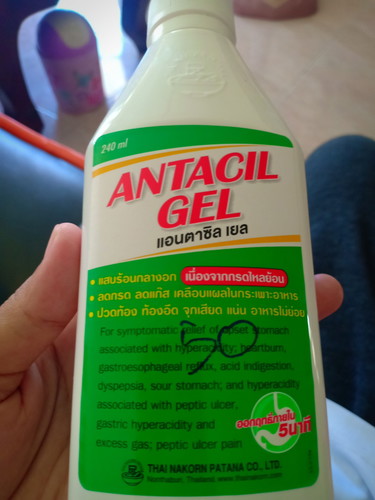 240 ml
ANTACIL
GEL
แอนตาซิล เยล
• แสบร้อนกลางอก เนื่องจากกรดไหลย้อน
• ลดกรด ลดแก๊ส เคลือบแผลในกระเพาะอาหาร
• ปวดท้อง ท้องอืด จุกเสียด แน่น อาหารไม่ย่อย
For symptomatic relief of upset stomach
associated with hyperacidity; heartburn,
gastroesophageal reflux, acid indigestion,
dyspepsia, sour stomach; and hyperacidity
associated with peptic ulcer,
gastric hyperacidity and
excess gas; peptic ulcer pain
50
ออกฤทธิ์ภายใน
5นาที
THAI NAKORN PATANA CO., LTD.
Nonthaburi, Thailand.